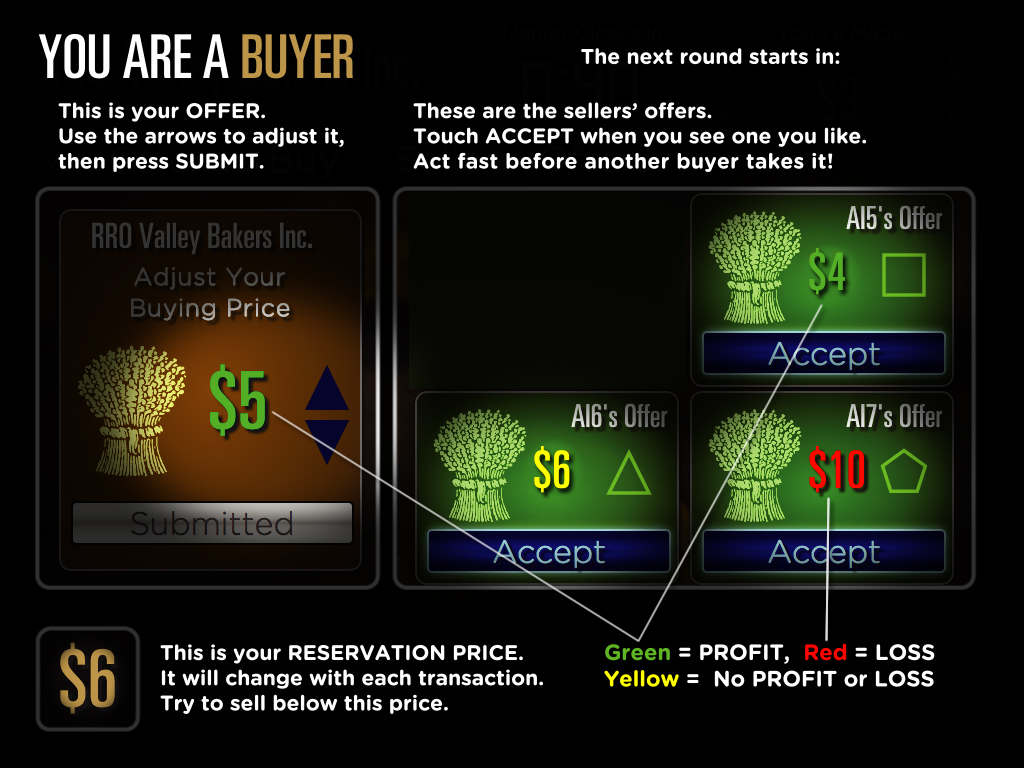 YOU ARE A BUYER
The next round starts in:
This is your OFFER.
Use the arrows to adjust it,
then press SUBMIT.
These are the sellers' offers.
Touch ACCEPT when you see one you like.
Act fast before another buyer takes it!
RRO Valley Bakers Inc.
Adjust Your
Buying Price
$5
Submitted
AI5's Offer
$4
Accept
AI6's Offer
$6
Accept
AI7's Offer
$10
Accept
$6
This is your RESERVATION PRICE.
It will change with each transaction.
Try to sell below this price.
Green = PROFIT, Red = LOSS
Yellow = No PROFIT or LOSS